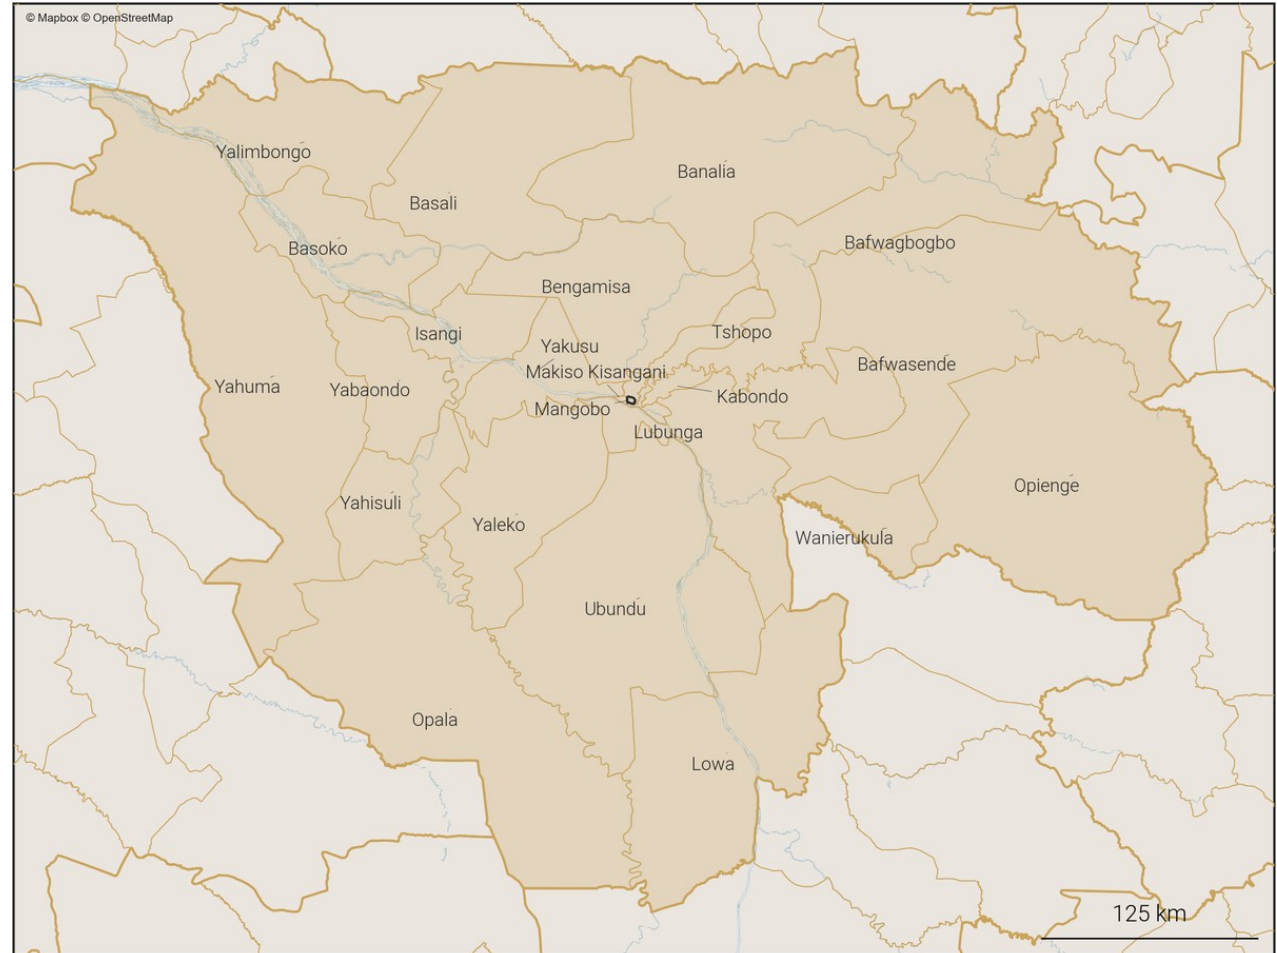 © Mapbox © OpenStreetMap
Yalimbongo
Banalia
Basali
Bafwagbogbo
Basoko
Bengamisa
Isangi
Tshopo
Yakusu
Bafwasende
Makiso Kisangani
Yahuma
Yabaondo
Kabondo
Mangobo
Lubunga
Opienge
Yahisuli
Yaleko
Wanierukula
Ubundu
Opala
Lowa
125 km